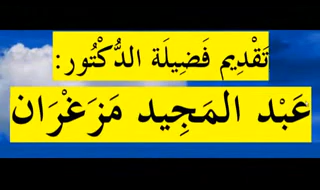 تَقْدِيم فَضِيلَة الدُّكْتُور:
عَبْد المَجِيد مَزَغْرَان